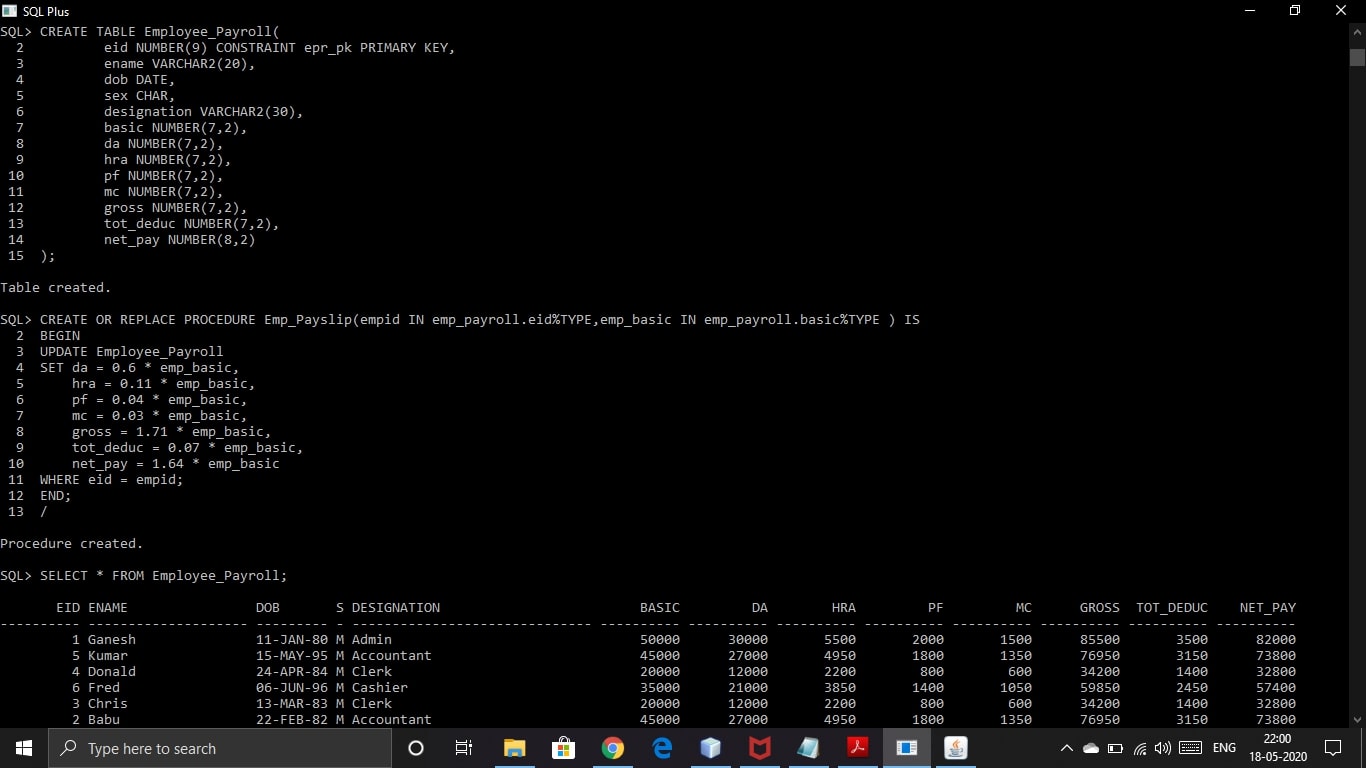 SQL Plus
SQL> CREATE TABLE Employee_Payroll(
2 eid NUMBER(9) CONSTRAINT epr_pk PRIMARY KEY,
3 ename VARCHAR2(20),
4 dob DATE,
5 sex CHAR,
6 designation VARCHAR2(30),
7 basic NUMBER(7,2),
8 da NUMBER(7,2),
9 hra NUMBER(7,2),
10 pf NUMBER(7,2),
11 mc NUMBER(7,2),
12 gross NUMBER(7,2),
13 tot_deduc NUMBER(7,2),
14 net_pay NUMBER(8,2)
15 );
Table created.
SQL> CREATE OR REPLACE PROCEDURE Emp_Payslip(empid IN emp_payroll.eid%TYPE,emp_basic IN emp_payroll.basic%TYPE ) IS
2 BEGIN
3 UPDATE Employee_Payroll
4 SET da = 0.6 * emp_basic,
5 hra = 0.11 * emp_basic,
6 pf = 0.04 * emp_basic,
7 mc = 0.03 * emp_basic,
8 gross = 1.71 * emp_basic,
9 tot_deduc = 0.07 * emp_basic,
10 net_pay = 1.64 * emp_basic
11 WHERE eid = empid;
12 END;
13 /
Procedure created.
SQL> SELECT * FROM Employee_Payroll;
EID ENAME DOB S DESIGNATION BASIC DA HRA PF MC GROSS TOT_DEDUC NET_PAY
---------- -------------------- --------- - ------------------------------ ---------- ---------- ---------- ---------- ---------- ---------- ---------- ----------
1 Ganesh 11-JAN-80 M Admin 50000 30000 5500 2000 1500 85500 3500 82000
5 Kumar 15-MAY-95 M Accountant 45000 27000 4950 1800 1350 76950 3150 73800
4 Donald 24-APR-84 M Clerk 20000 12000 2200 800 600 34200 1400 32800
6 Fred 06-JUN-96 M Cashier 35000 21000 3850 1400 1050 59850 2450 57400
3 Chris 13-MAR-83 M Clerk 20000 12000 2200 800 600 34200 1400 32800
2 Babu 22-FEB-82 M Accountant 45000 27000 4950 1800 1350 76950 3150 73800
Type here to search
ENG
22:00
18-05-2020